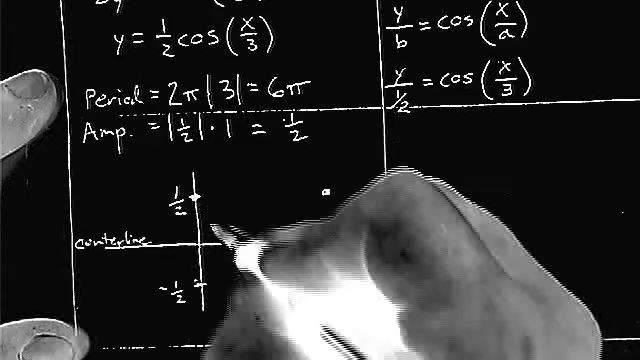 y = 1/2 cos(x/3)
Period = 2π|3| = 6π
Amp. = |1/2| · 1 = 1/2
y/b = cos(x/a)
y/1/2 = cos(x/3)
1/2
centerline
-1/2